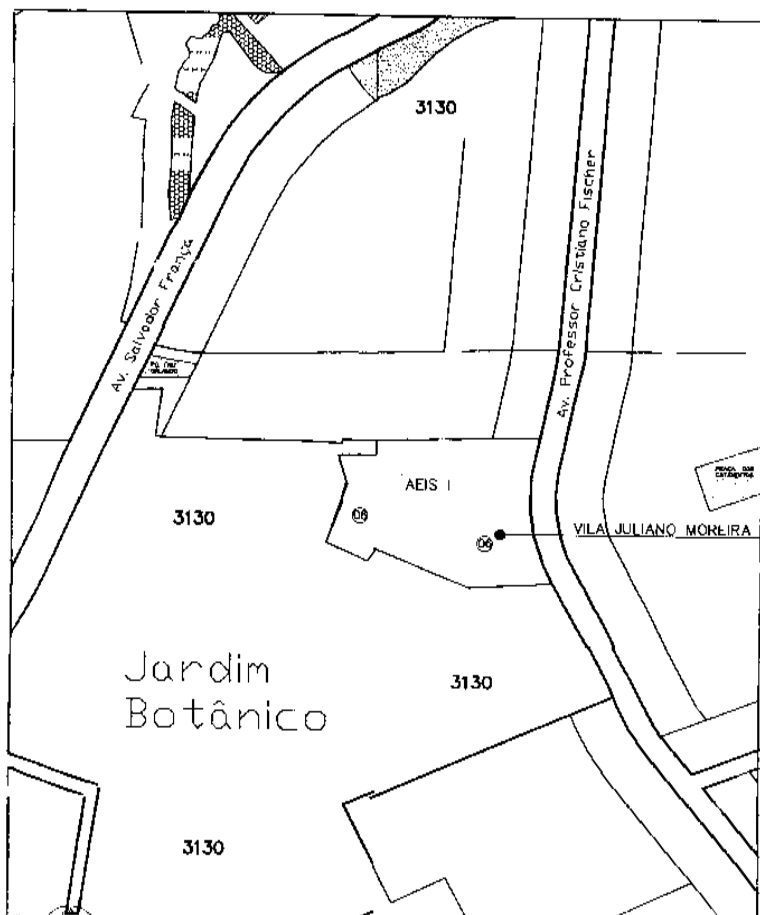 3130
Av. Professor Cristiano Fischer
Av. Salvador França
AEIS I
3130
06
06
VILA JULIANO MOREIRA
Jardim
Botânico
3130
3130